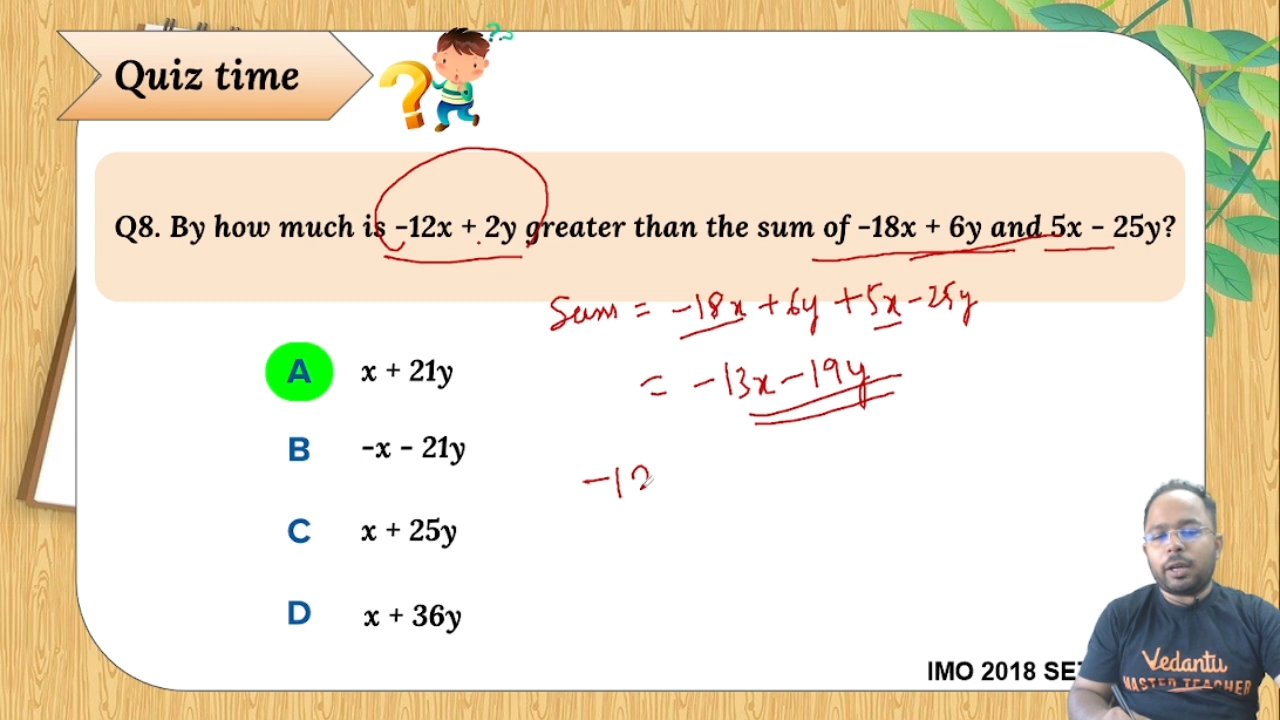 Quiz time
Q8. By how much is -12x + 2y greater than the sum of -18x + 6y and 5x - 25y?
Sum = -18x + 6y + 5x - 25y
= -13x - 19y
A x + 21y
B -x - 21y
C x + 25y
D x + 36y
-12
IMO 2018 SET
Vedantu
MASTER TEACHER